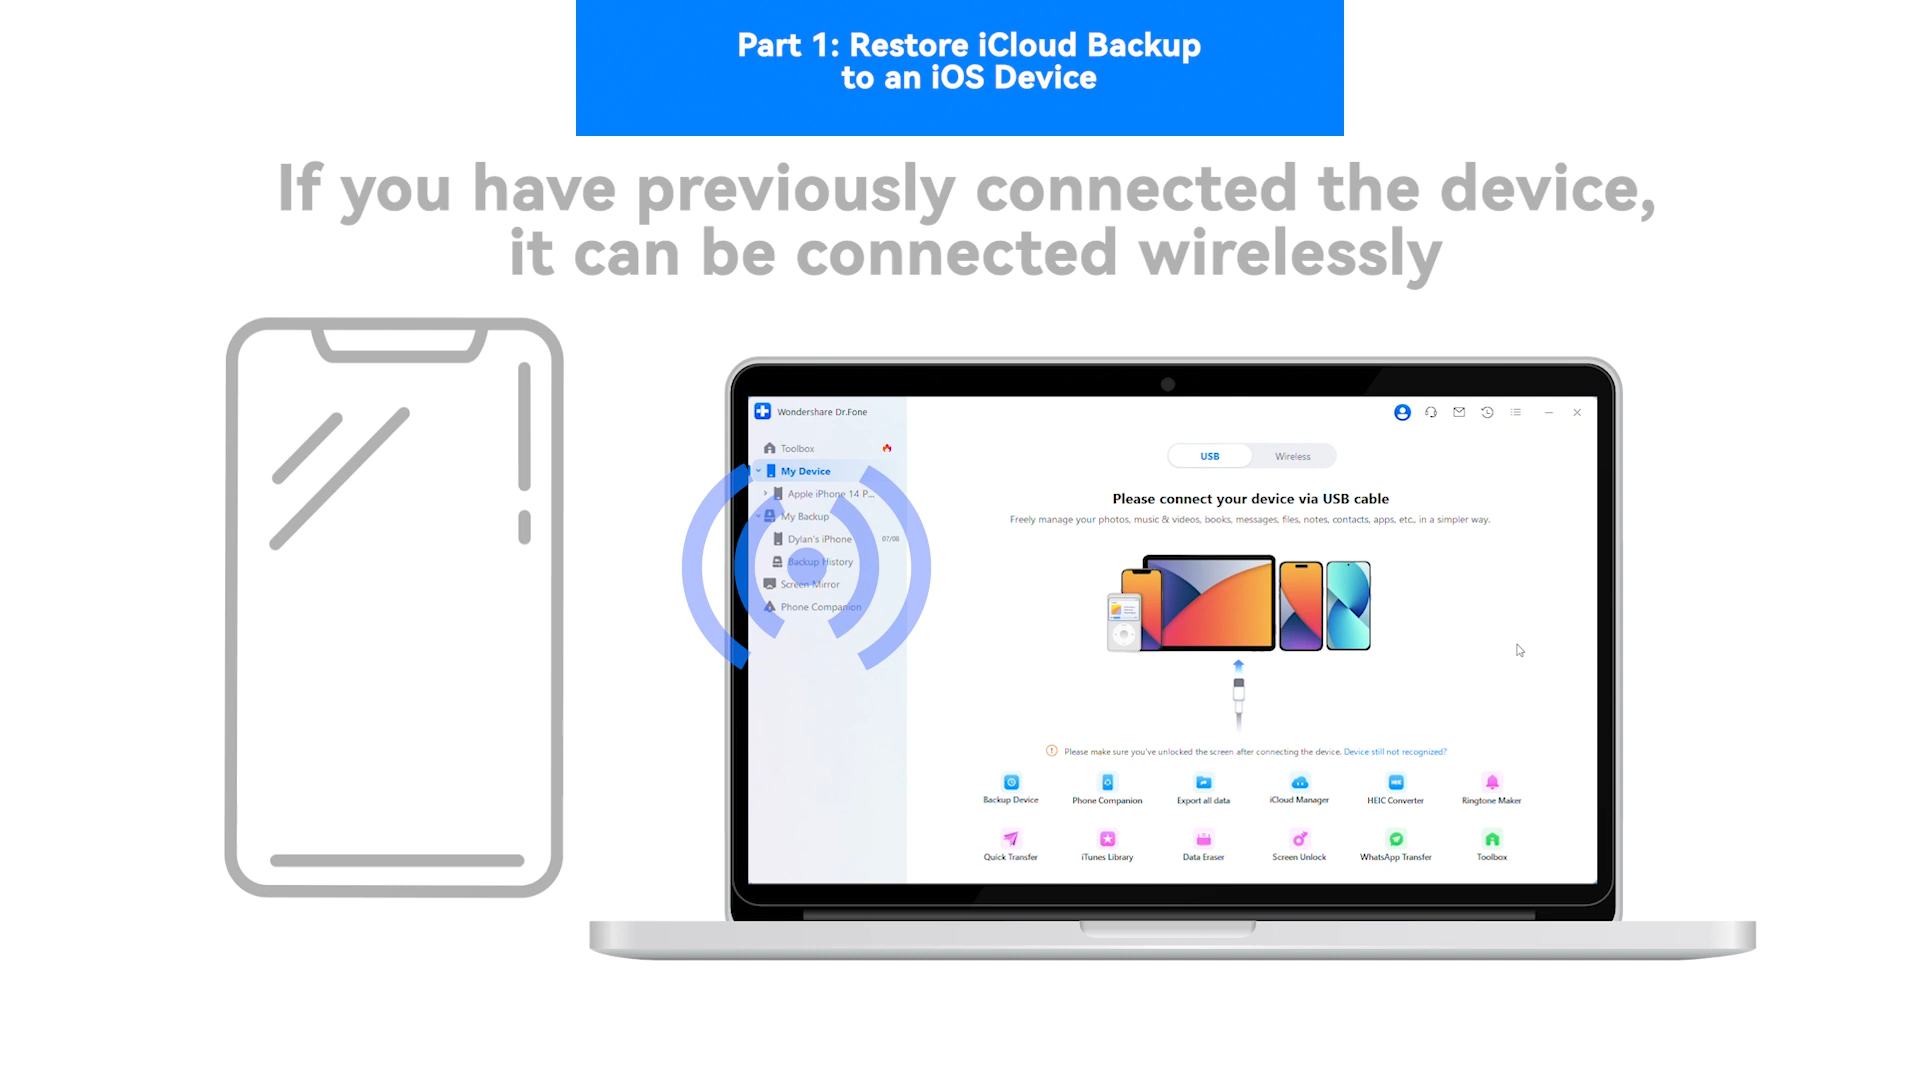 Part 1: Restore iCloud Backup
to an iOS Device
If you have previously connected the device,
it can be connected wirelessly
Wondershare Dr.Fone
Toolbox
My Device
Apple iPhone 14 P...
My Backup
Dylan's iPhone 07/08
Backup History
Screen Mirror
Phone Companion
USB Wireless
Please connect your device via USB cable
Freely manage your photos, music & videos, books, messages, files, notes, contacts, apps, etc., in a simpler way.
Please make sure you've unlocked the screen after connecting the device. Device still not recognized?
Backup Device Phone Companion Export all data iCloud Manager HEIC Converter Ringtone Maker
Quick Transfer iTunes Library Data Eraser Screen Unlock WhatsApp Transfer Toolbox